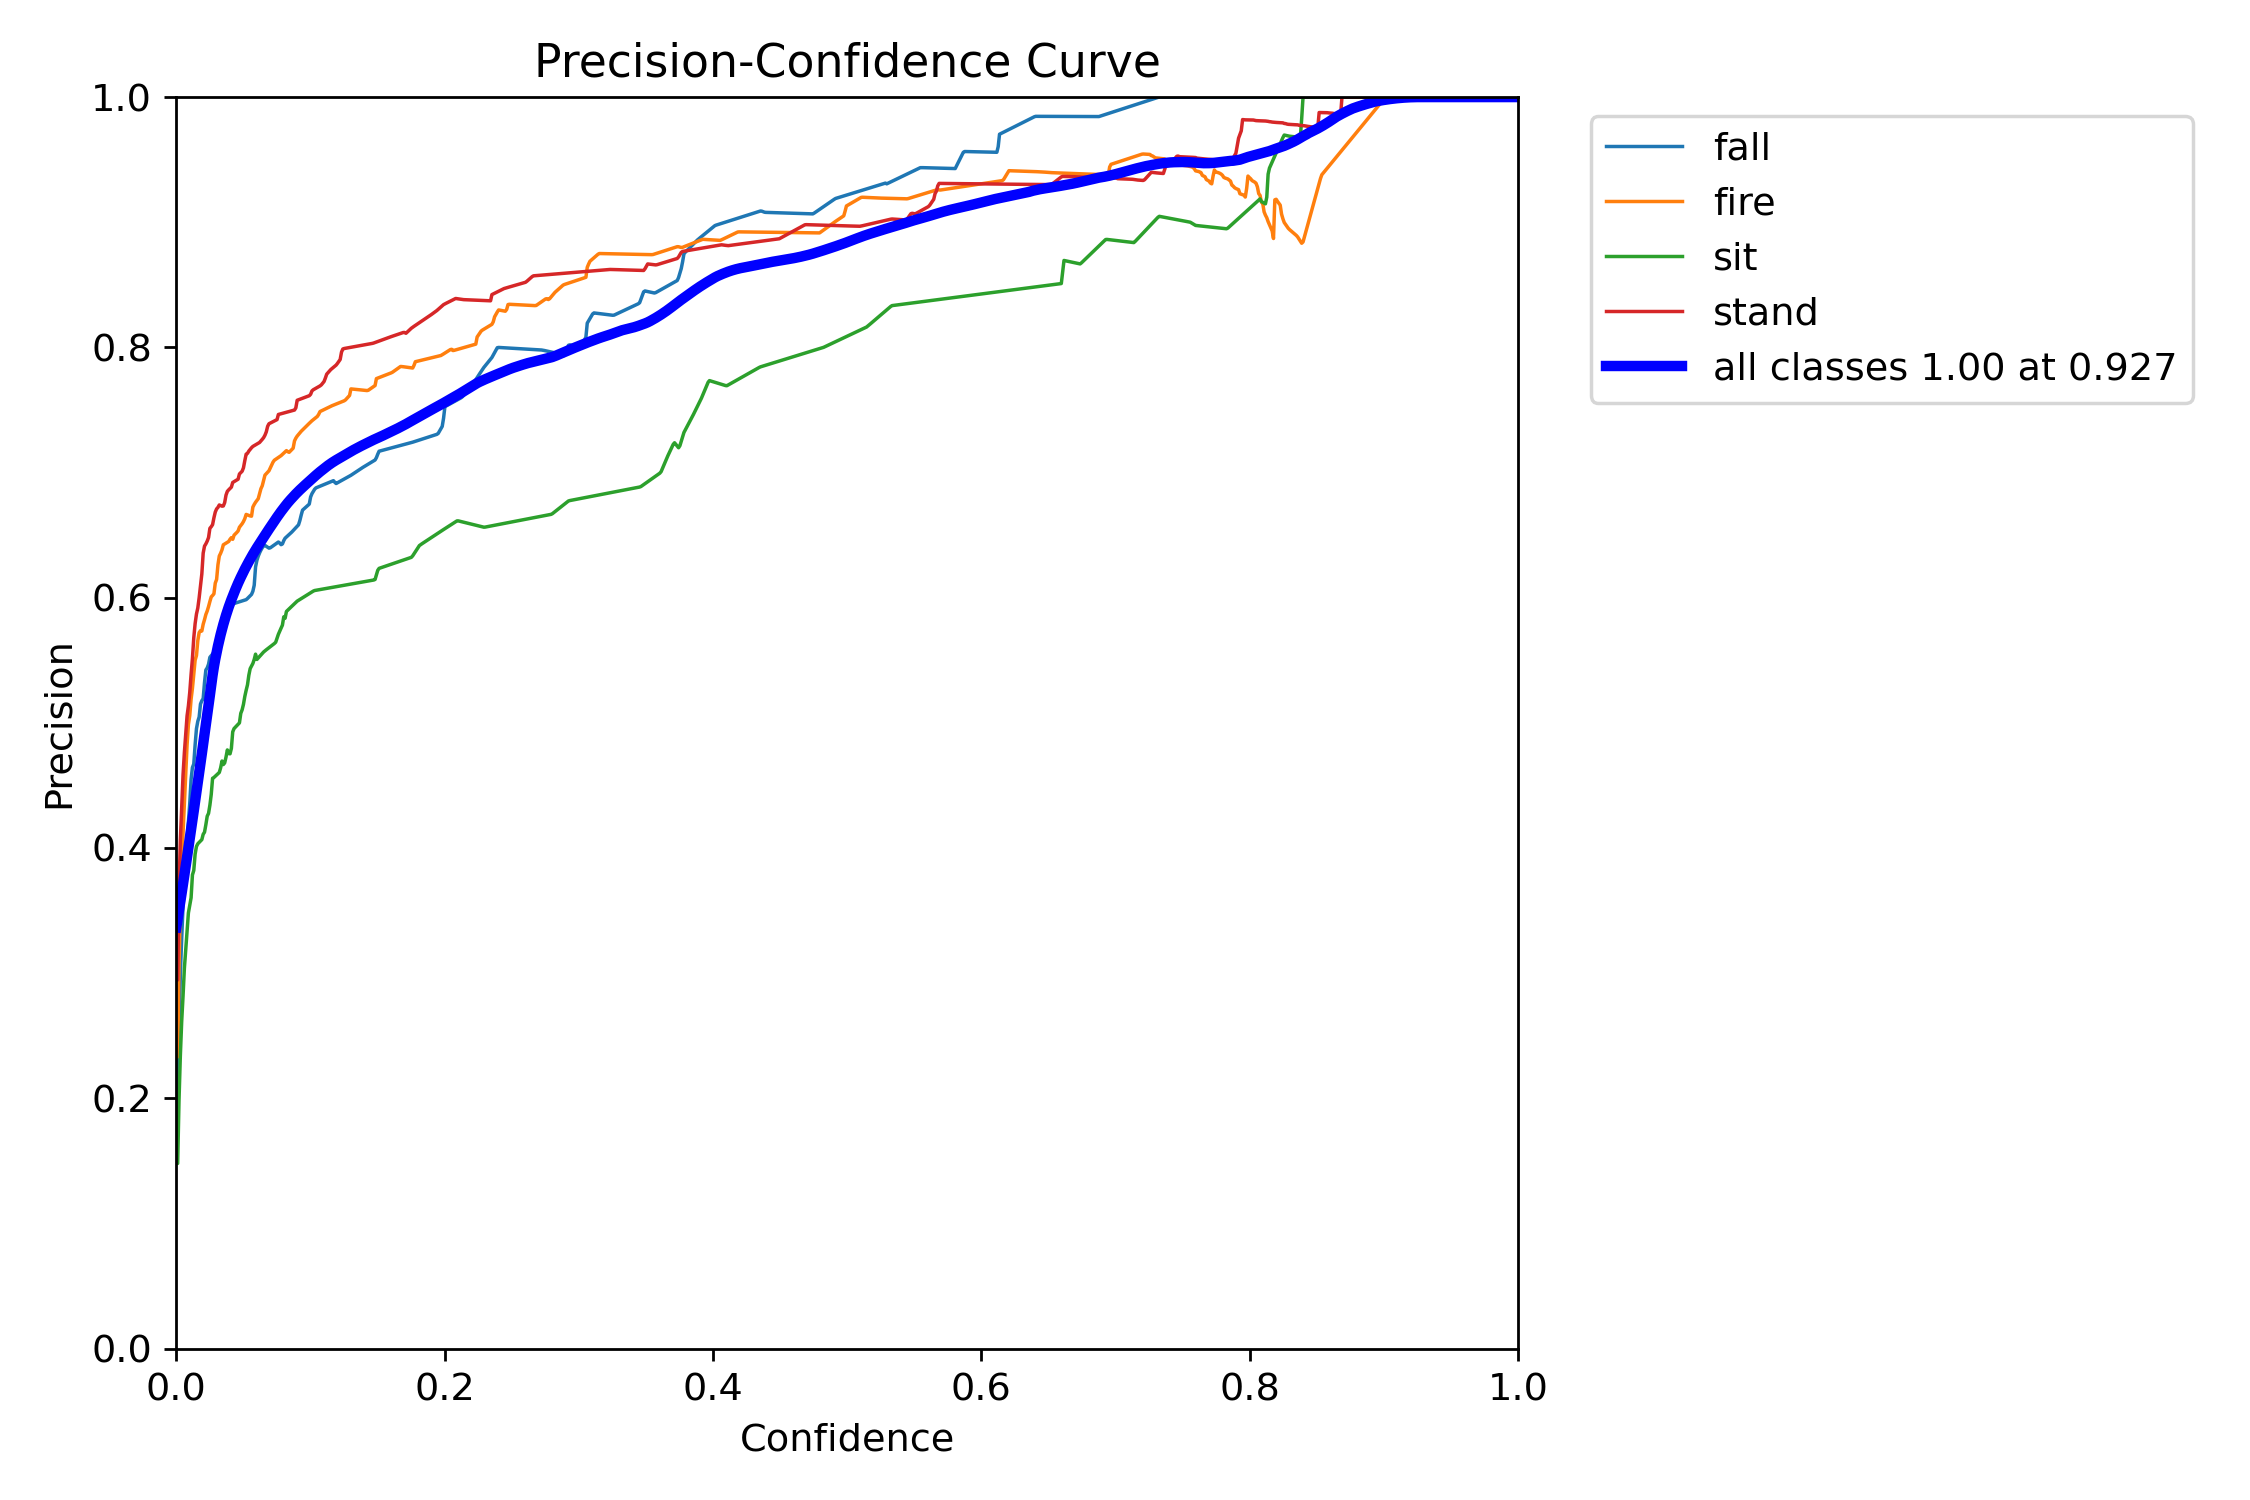 Precision-Confidence Curve
1.0
0.8
0.6
0.4
0.2
0.0
Precision
0.0 0.2 0.4 0.6 0.8 1.0
Confidence
fall
fire
sit
stand
all classes 1.00 at 0.927